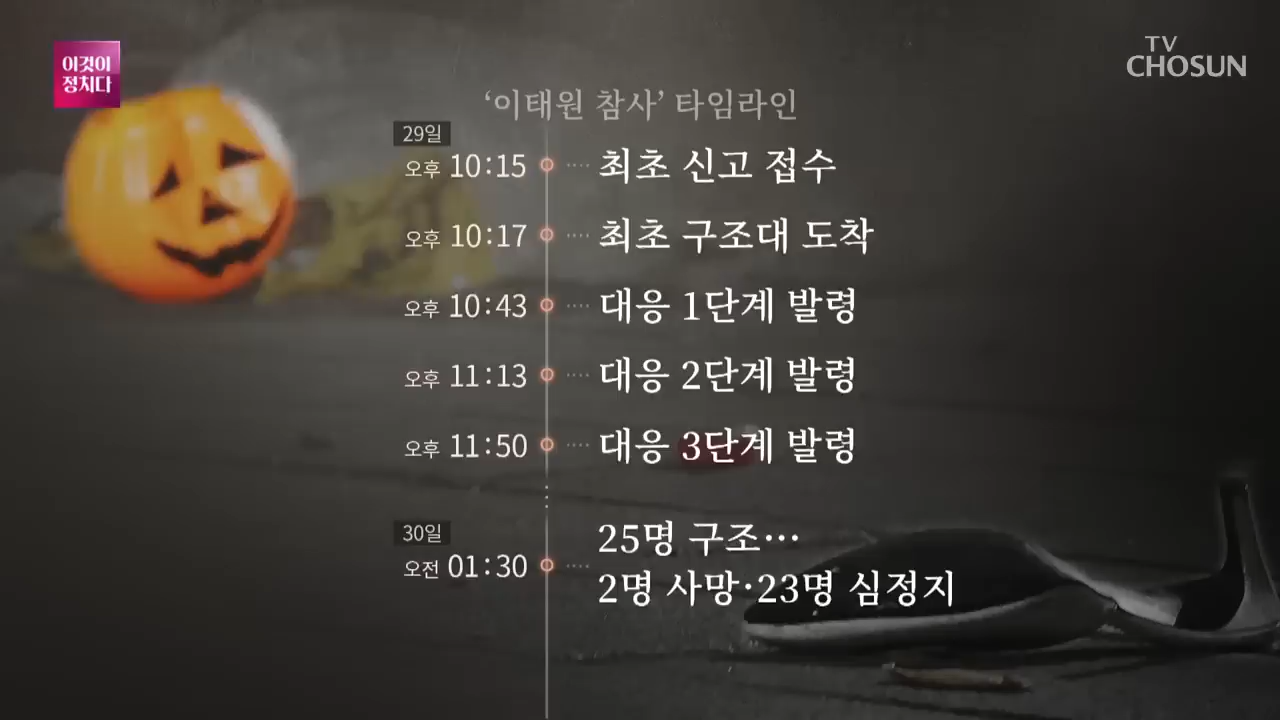 이것이
정치다
TV
CHOSUN
‘이태원 참사’ 타임라인
29일
오후 10:15 ···· 최초 신고 접수
오후 10:17 ···· 최초 구조대 도착
오후 10:43 ···· 대응 1단계 발령
오후 11:13 ···· 대응 2단계 발령
오후 11:50 ···· 대응 3단계 발령
30일
오전 01:30 ···· 25명 구조···
2명 사망·23명 심정지